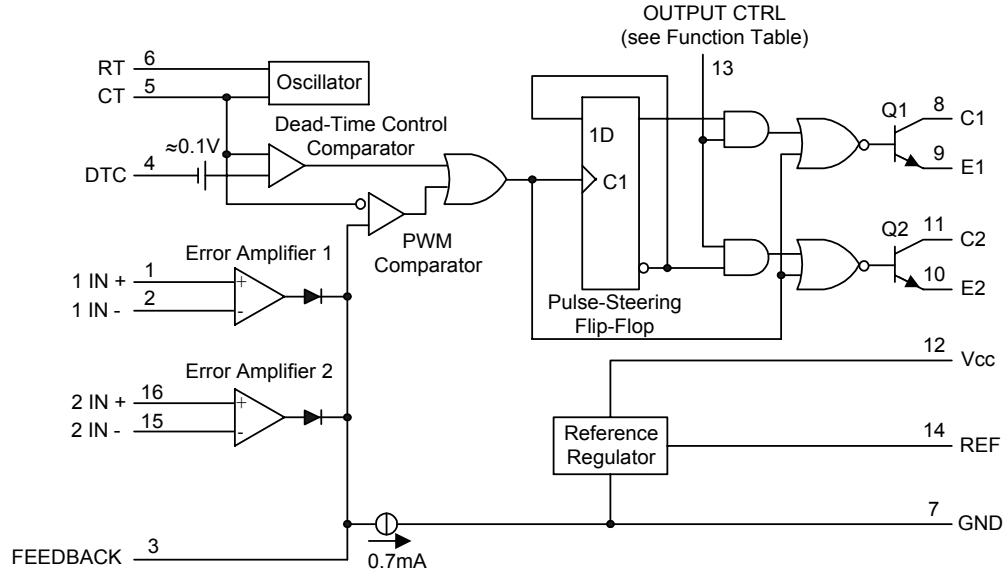 OUTPUT CTRL
(see Function Table)
13
RT 6
CT 5
Oscillator
Dead-Time Control
Comparator
≈0.1V
DTC 4
PWM
Comparator
1D
C1
Pulse-Steering
Flip-Flop
Q1
8 C1
9 E1
Q2
11 C2
10 E2
Error Amplifier 1
1 IN + 1
+
1 IN - 2
-
Error Amplifier 2
2 IN + 16
+
2 IN - 15
-
12 Vcc
Reference
Regulator
14 REF
7 GND
FEEDBACK 3
0.7mA